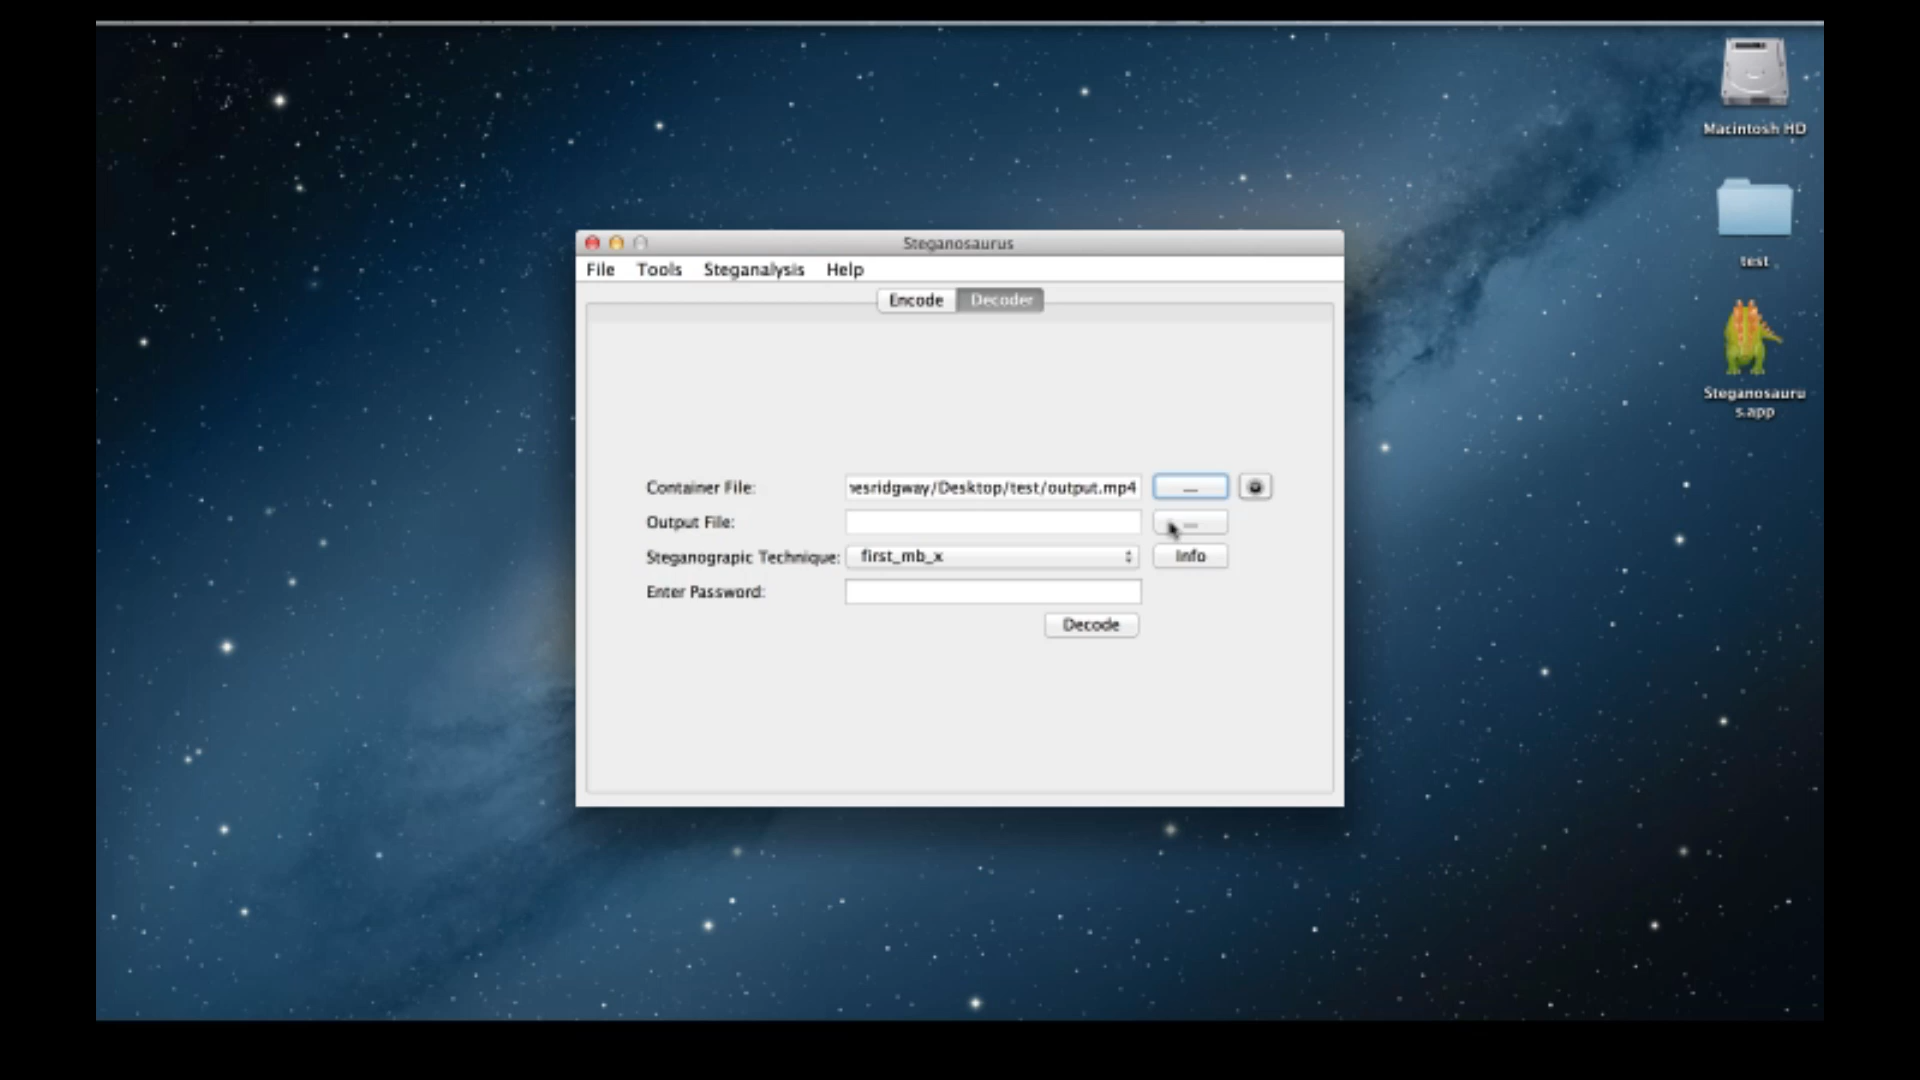 Macintosh HD
test
Steganosauru
s.app
Steganosaurus
File Tools Steganalysis Help
Encode Decoder
Container File: esridgway/Desktop/test/output.mp4 ...
Output File: ...
Steganograpic Technique: first_mb_x Info
Enter Password:
Decode